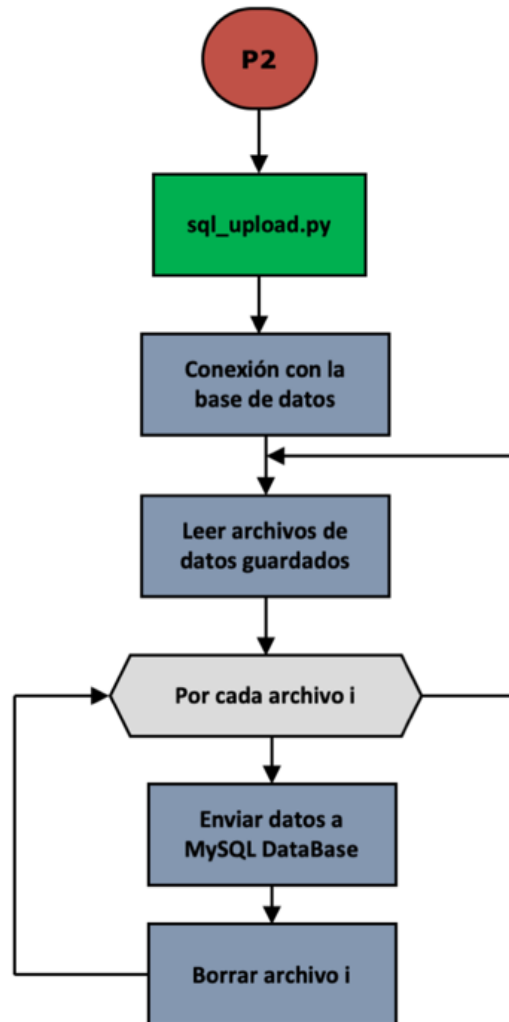 P2
sql_upload.py
Conexión con la
base de datos
Leer archivos de
datos guardados
Por cada archivo i
Enviar datos a
MySQL DataBase
Borrar archivo i